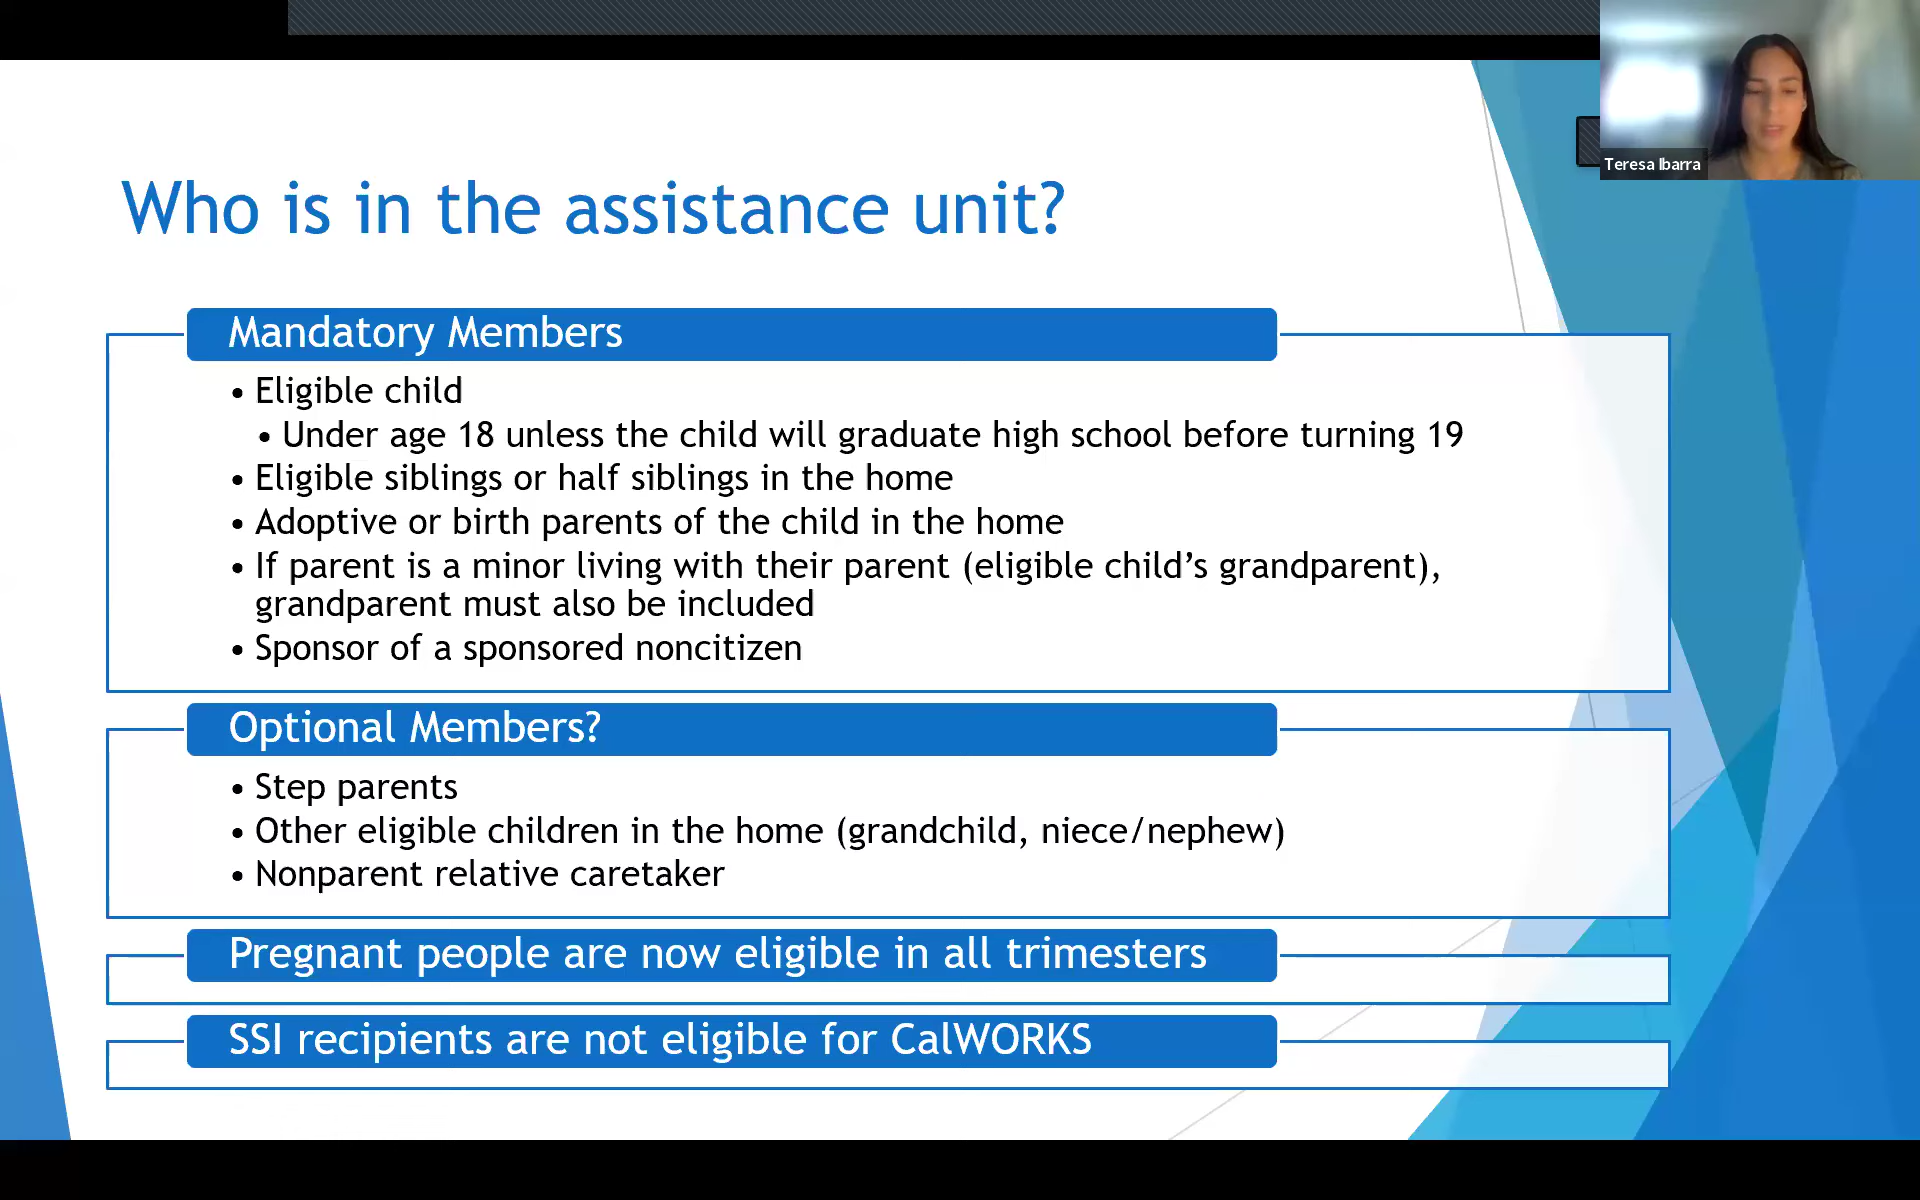 Teresa Ibarra
Who is in the assistance unit?
Mandatory Members
• Eligible child
• Under age 18 unless the child will graduate high school before turning 19
• Eligible siblings or half siblings in the home
• Adoptive or birth parents of the child in the home
• If parent is a minor living with their parent (eligible child’s grandparent),
grandparent must also be included
• Sponsor of a sponsored noncitizen
Optional Members?
• Step parents
• Other eligible children in the home (grandchild, niece/nephew)
• Nonparent relative caretaker
Pregnant people are now eligible in all trimesters
SSI recipients are not eligible for CalWORKS